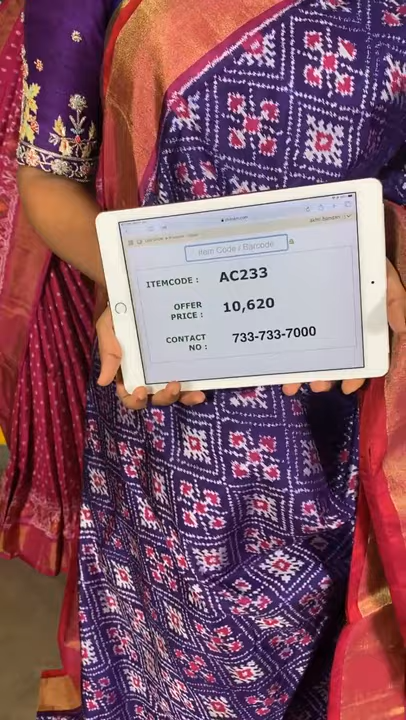 Item Code / Barcode
ITEMCODE : AC233
OFFER PRICE : 10,620
CONTACT NO : 733-733-7000